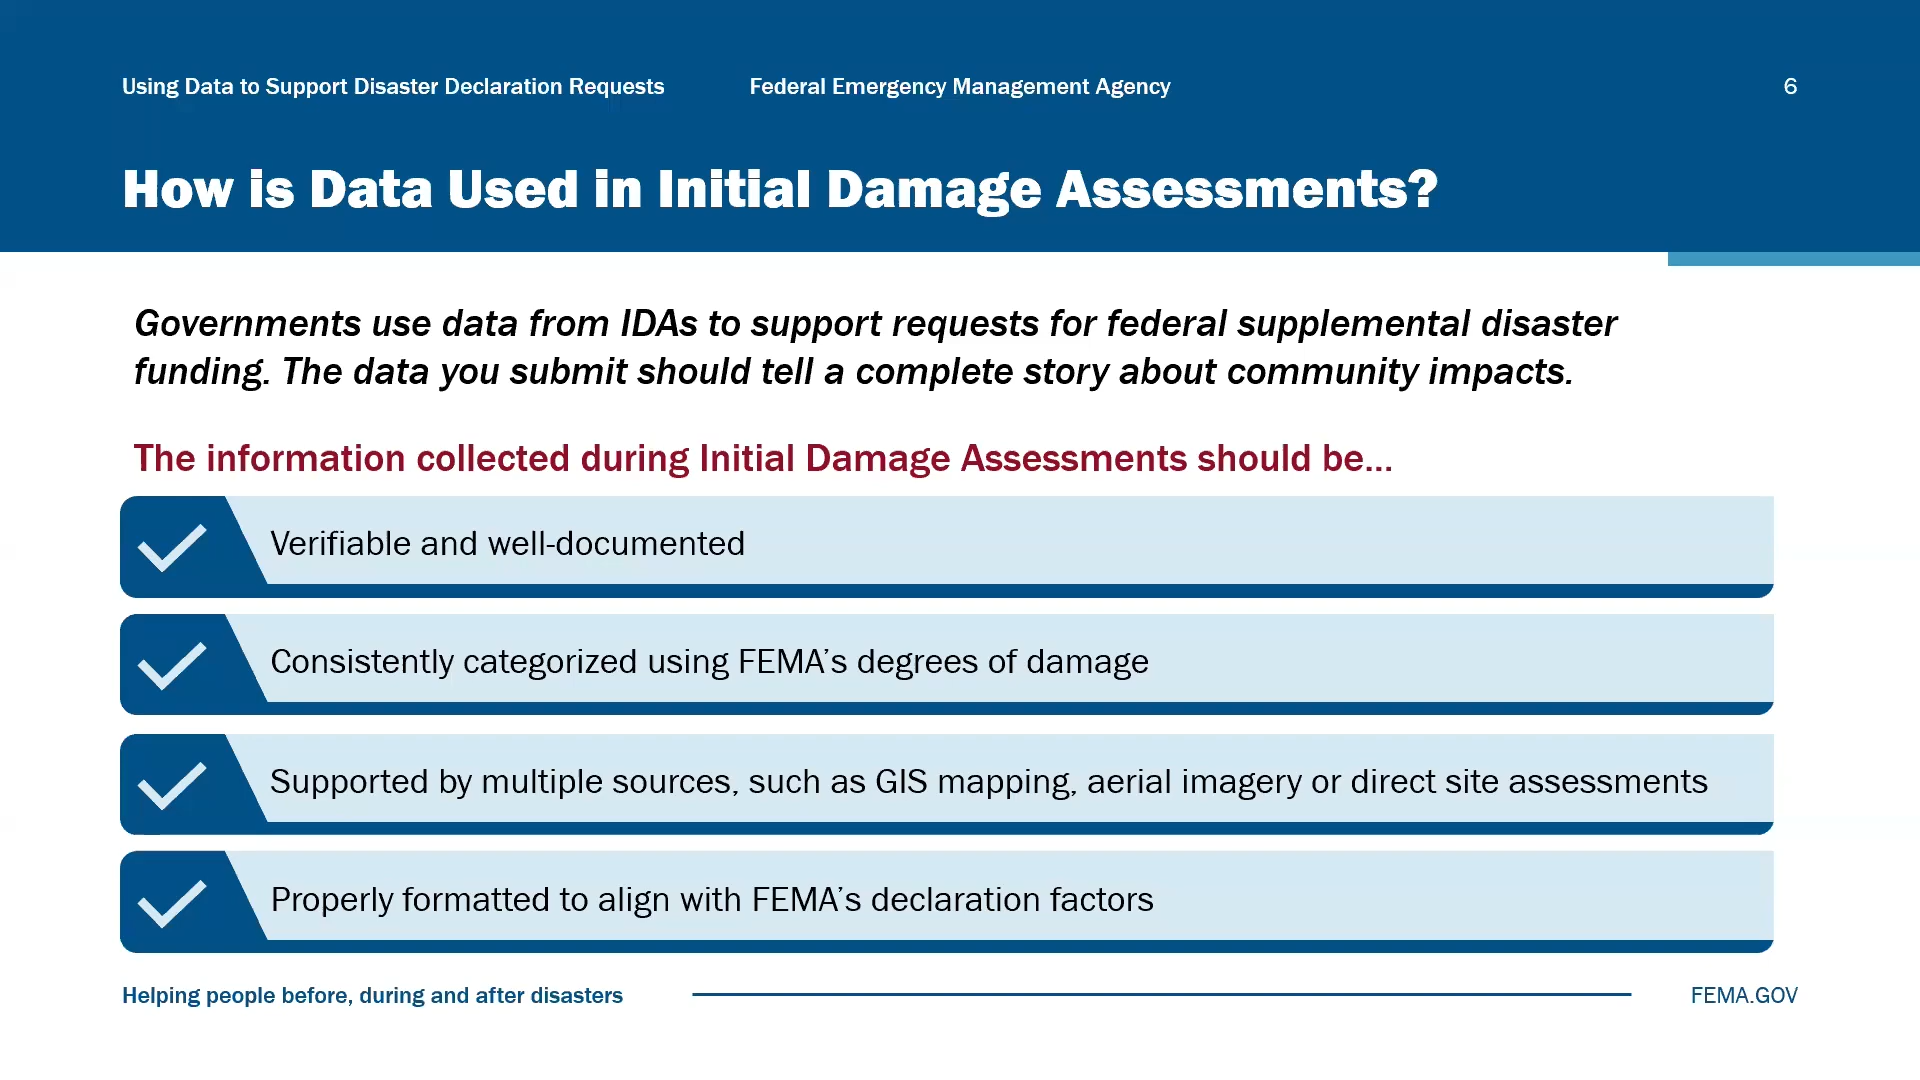 Using Data to Support Disaster Declaration Requests
Federal Emergency Management Agency
6
How is Data Used in Initial Damage Assessments?
Governments use data from IDAs to support requests for federal supplemental disaster
funding. The data you submit should tell a complete story about community impacts.
The information collected during Initial Damage Assessments should be...
Verifiable and well-documented
Consistently categorized using FEMA’s degrees of damage
Supported by multiple sources, such as GIS mapping, aerial imagery or direct site assessments
Properly formatted to align with FEMA’s declaration factors
Helping people before, during and after disasters
FEMA.GOV